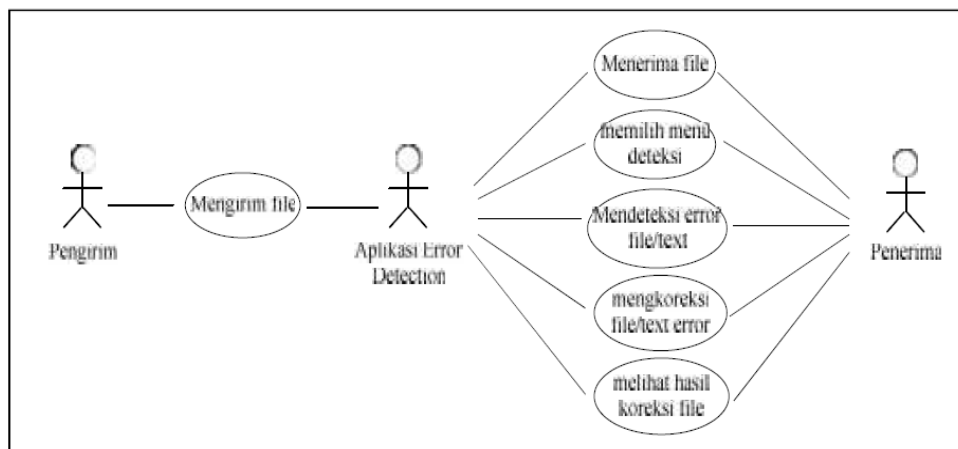 Menerima file
memilih menu
deteksi
Mendeteksi error
file/text
mengkoreksi
file/text error
melihat hasil
koreksi file
Mengirim file
Pengirim
Aplikasi Error
Detection
Penerima